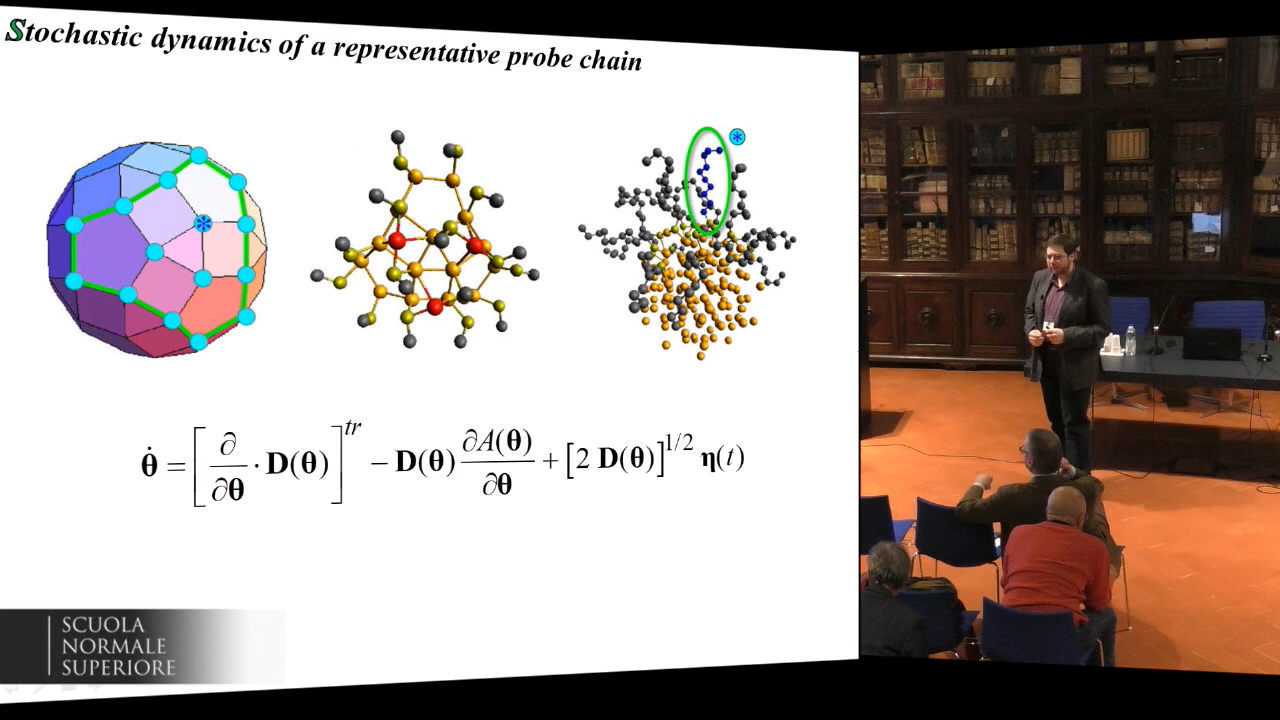 Stochastic dynamics of a representative probe chain
*
*
θ̇ = [∂/∂θ · D(θ)]^tr − D(θ) ∂A(θ)/∂θ + [2 D(θ)]^1/2 η(t)
SCUOLA
NORMALE
SUPERIORE